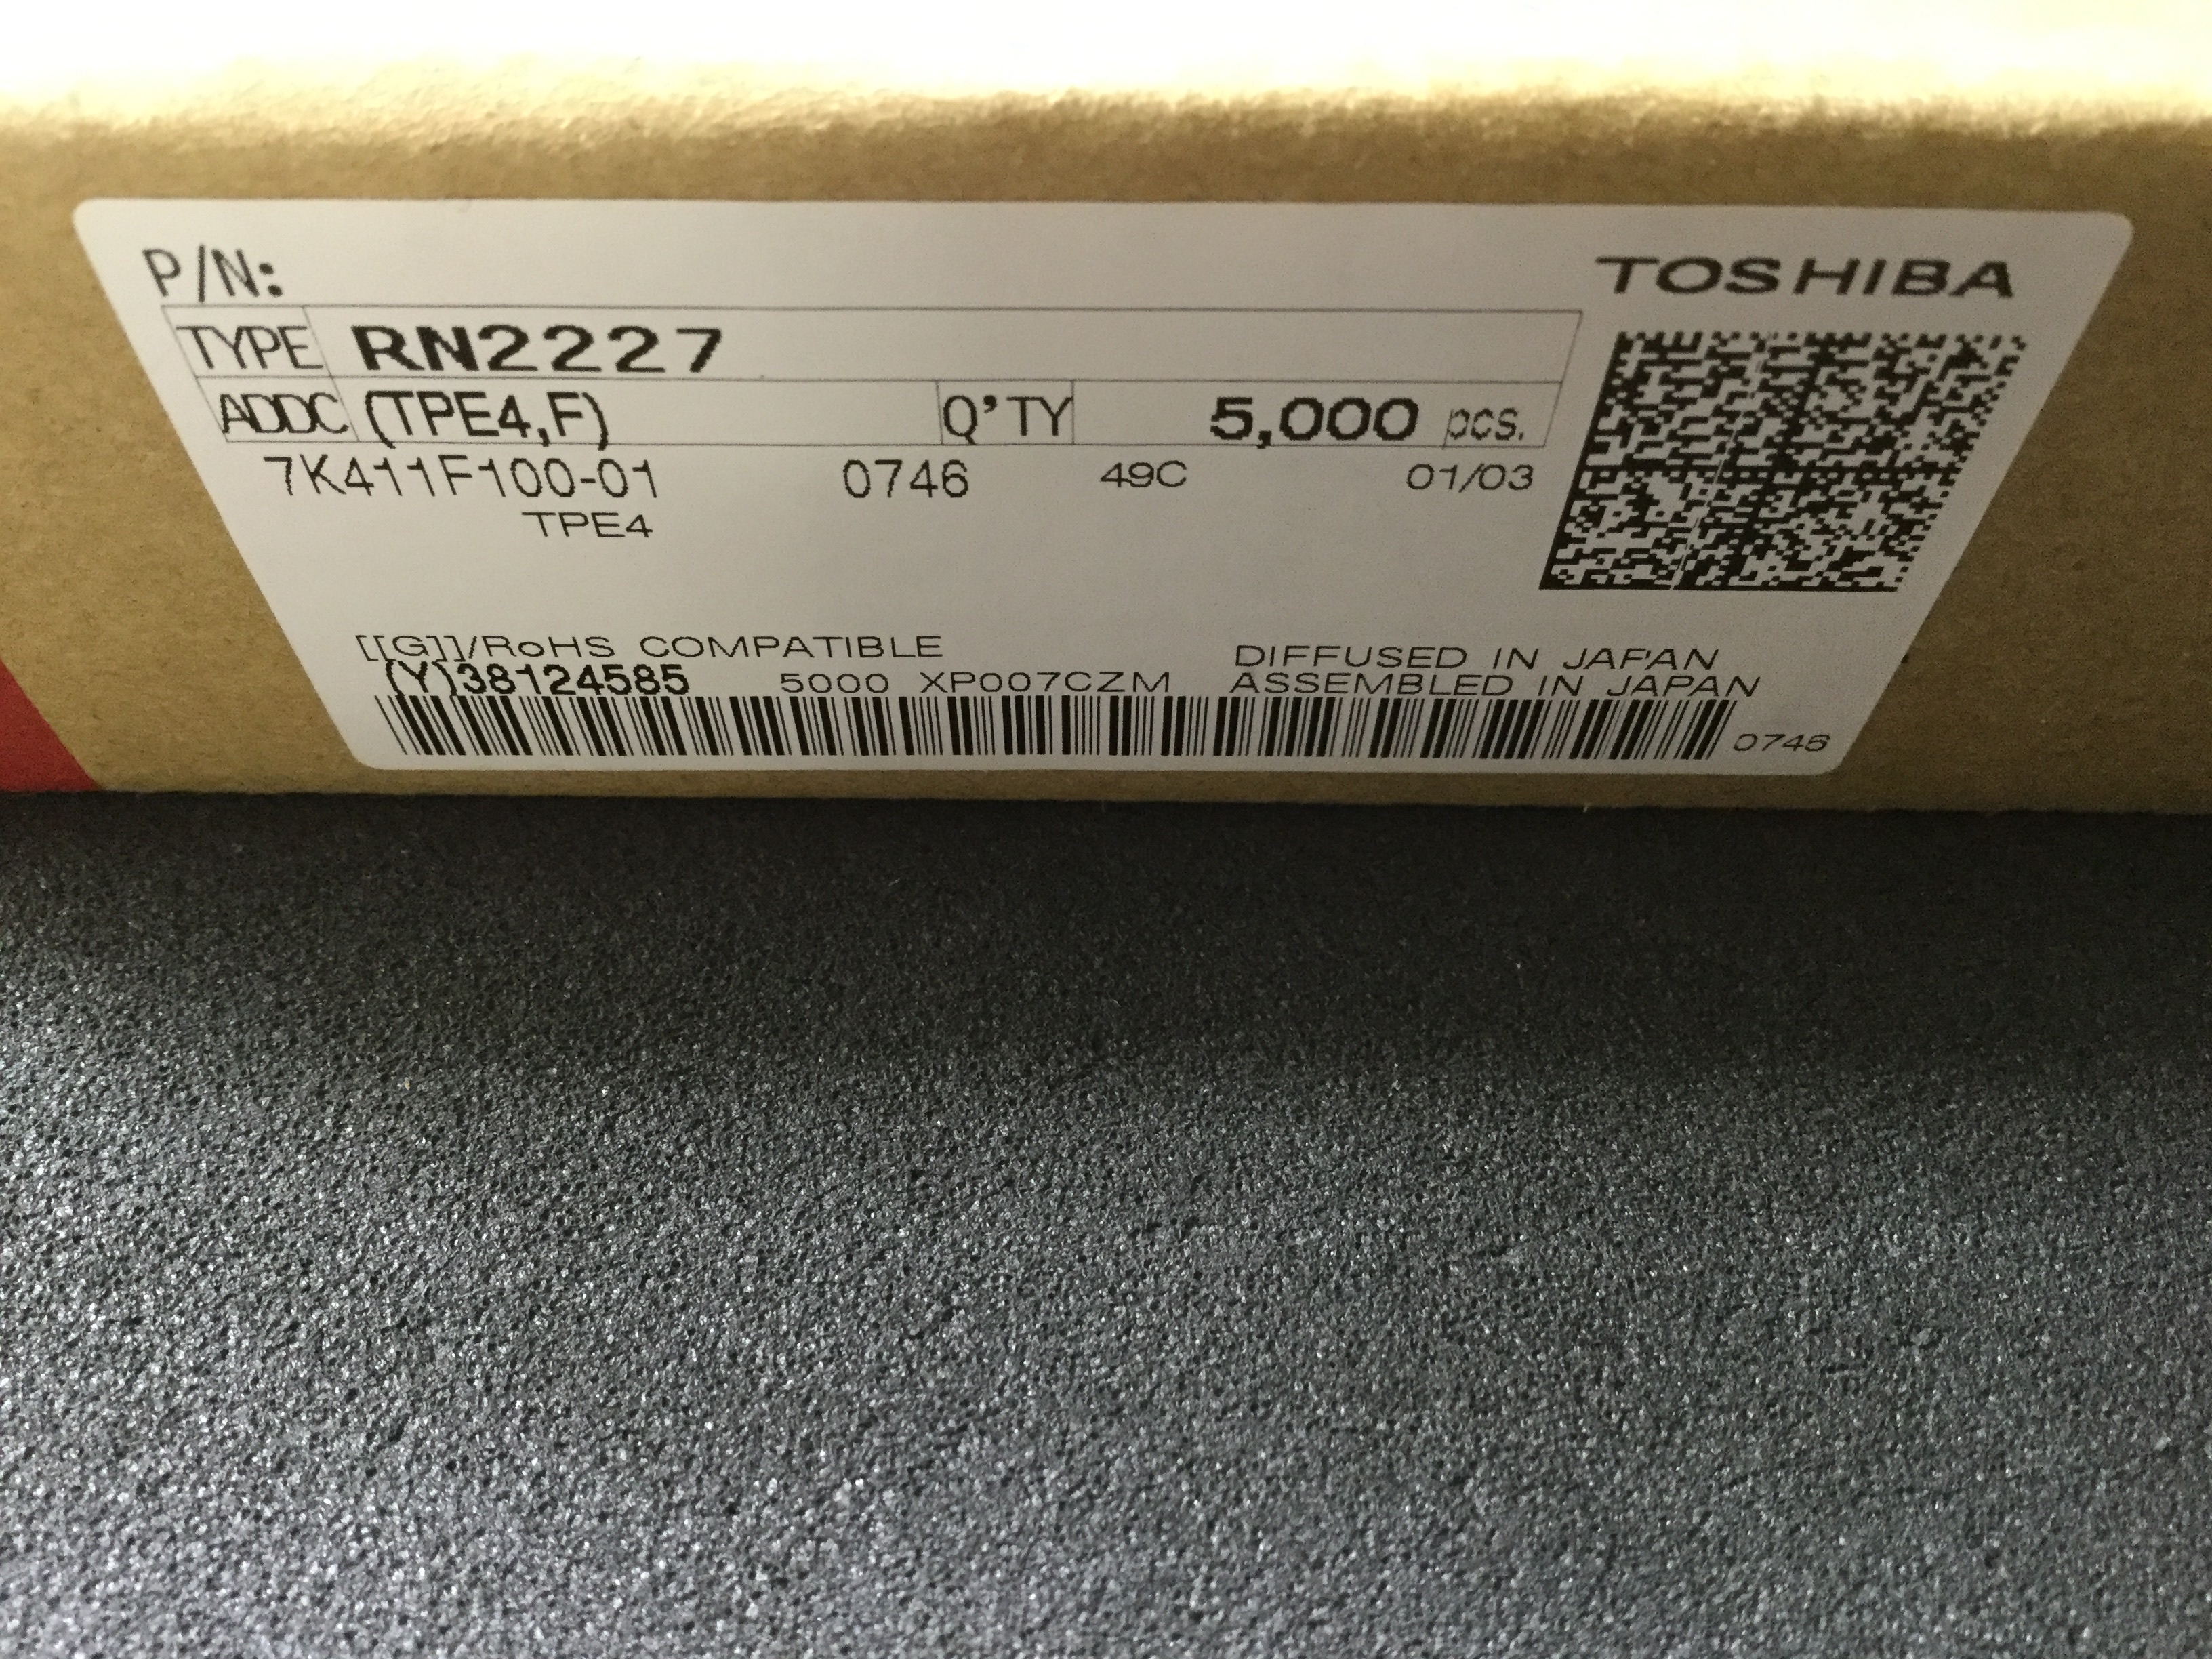 P/N:
TOSHIBA
TYPE RN2227
ADDC (TPE4,F) Q'TY 5,000 pcs.
7K411F100-01 0746 49C 01/03
TPE4
[[G]]/RoHS COMPATIBLE
DIFFUSED IN JAPAN
(Y)38124585 5000 XP007CZM ASSEMBLED IN JAPAN
0746